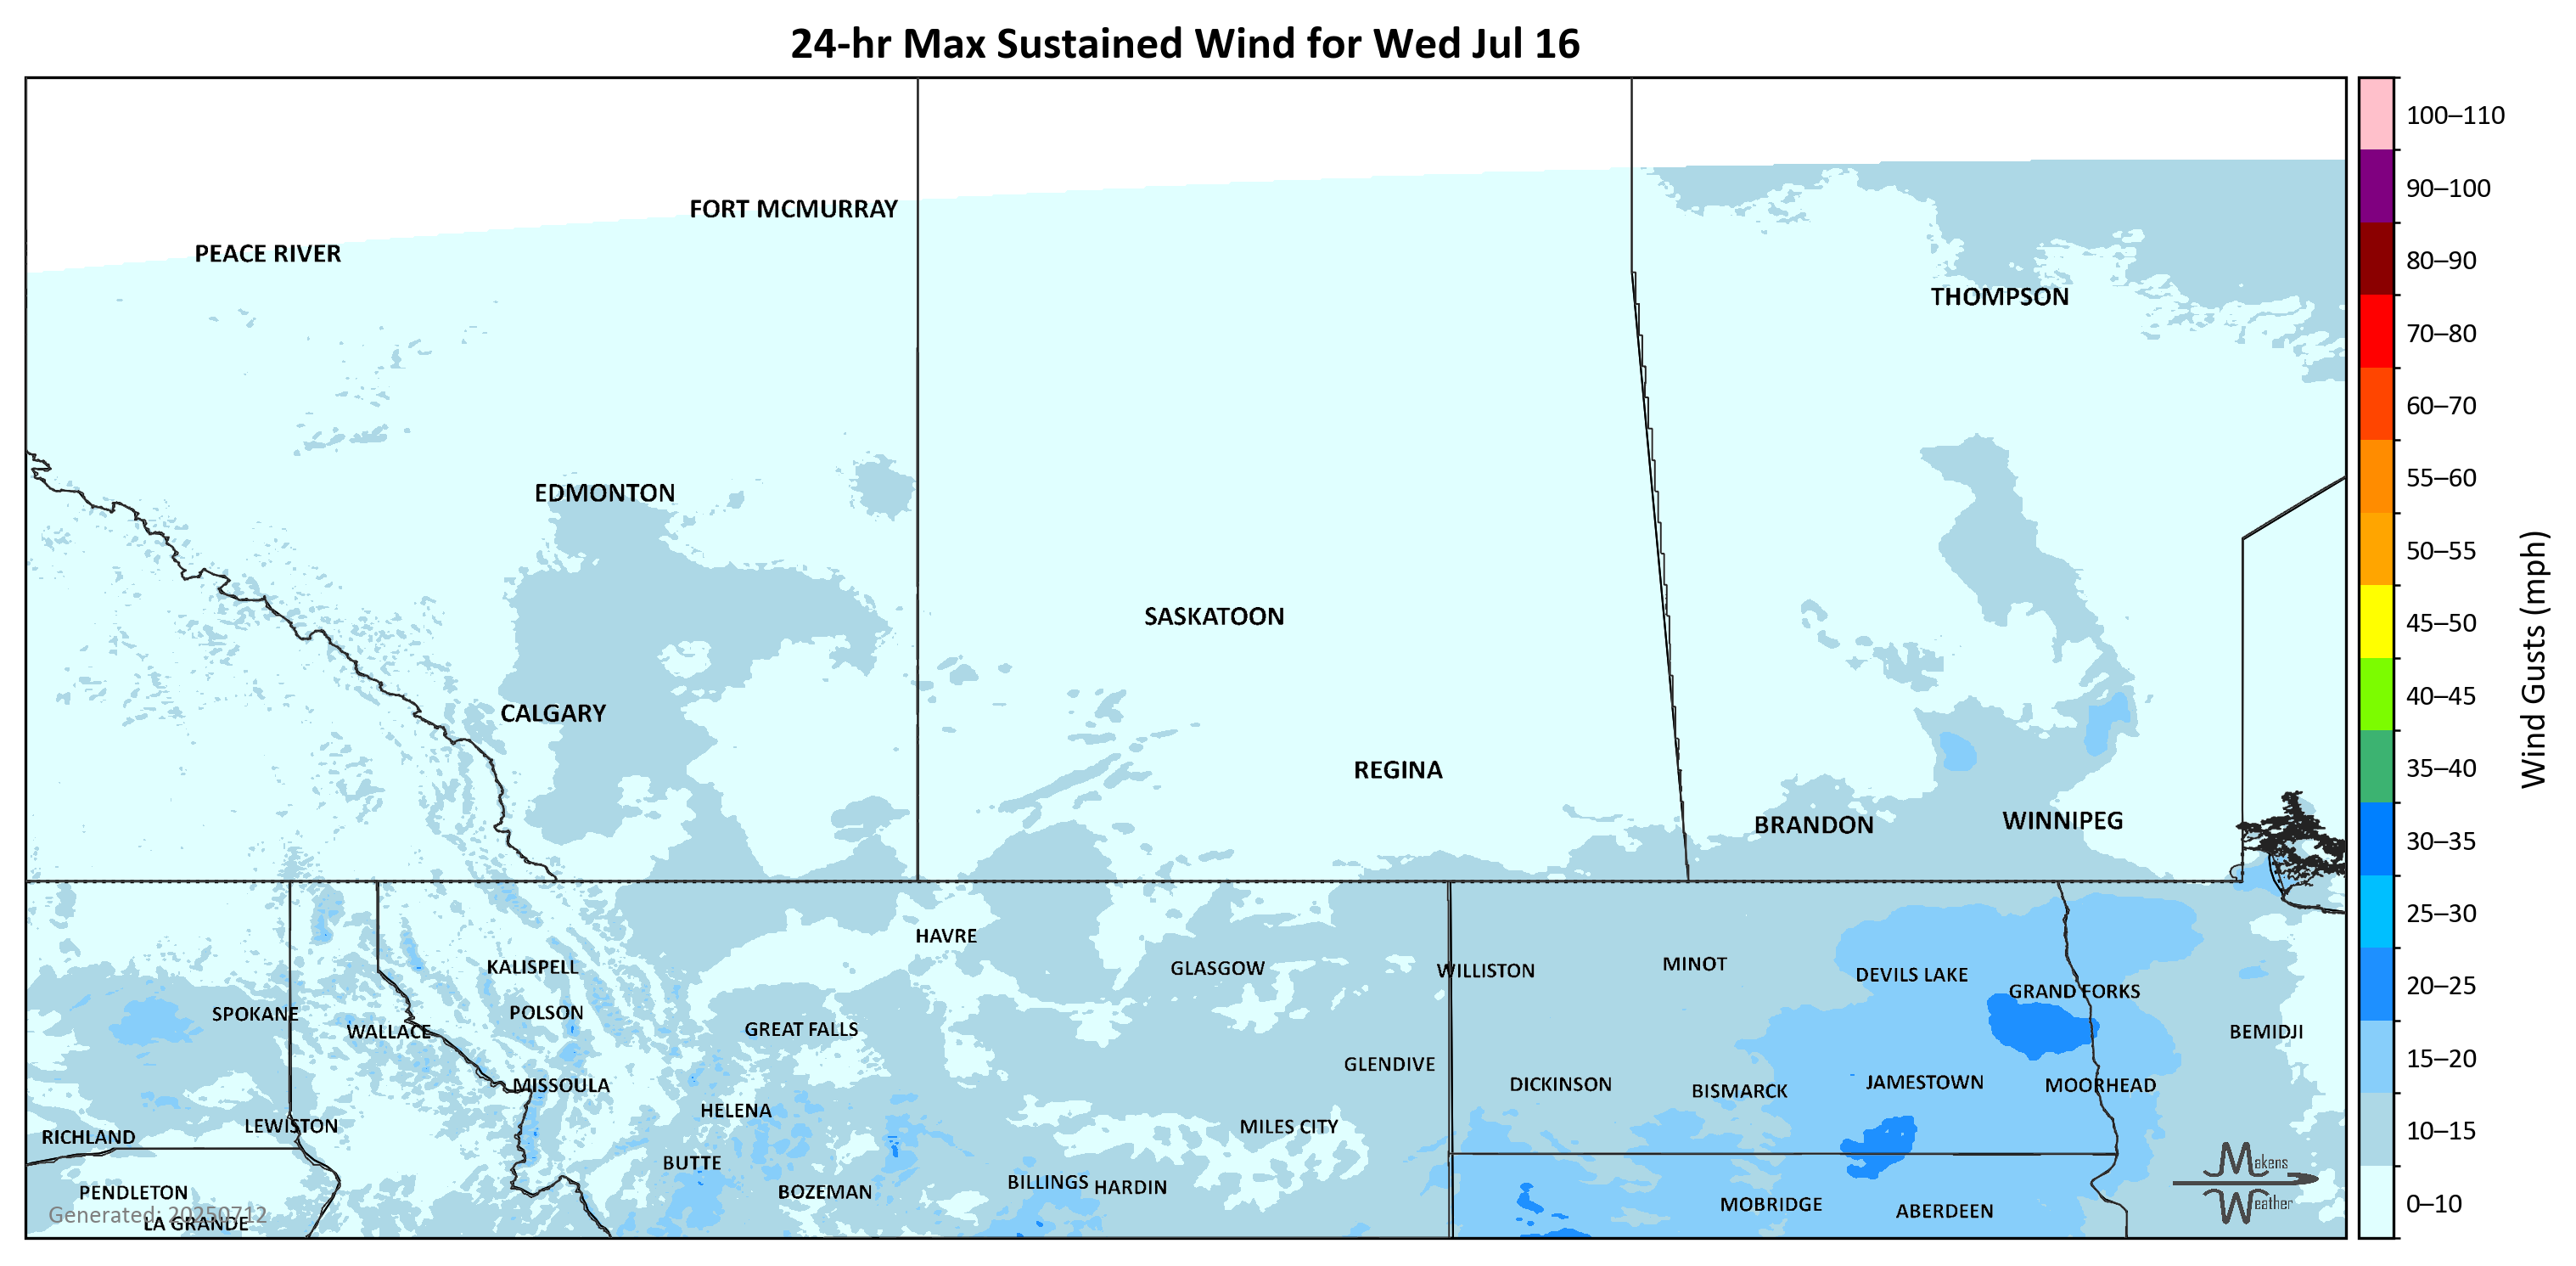 24-hr Max Sustained Wind for Wed Jul 16
100–110
90–100
80–90
70–80
60–70
55–60
50–55
45–50
40–45
35–40
30–35
25–30
20–25
15–20
10–15
0–10
Wind Gusts (mph)
FORT MCMURRAY
PEACE RIVER
THOMPSON
EDMONTON
SASKATOON
CALGARY
REGINA
BRANDON
WINNIPEG
HAVRE
KALISPELL
GLASGOW
WILLISTON
MINOT
DEVILS LAKE
GRAND FORKS
SPOKANE
POLSON
WALLACE
GREAT FALLS
BEMIDJI
GLENDIVE
MISSOULA
DICKINSON
BISMARCK
JAMESTOWN
MOORHEAD
HELENA
LEWISTON
MILES CITY
RICHLAND
BUTTE
BILLINGS
HARDIN
BOZEMAN
PENDLETON
MOBRIDGE
ABERDEEN
Generated: 20250712
LA GRANDE
Makens
Weather